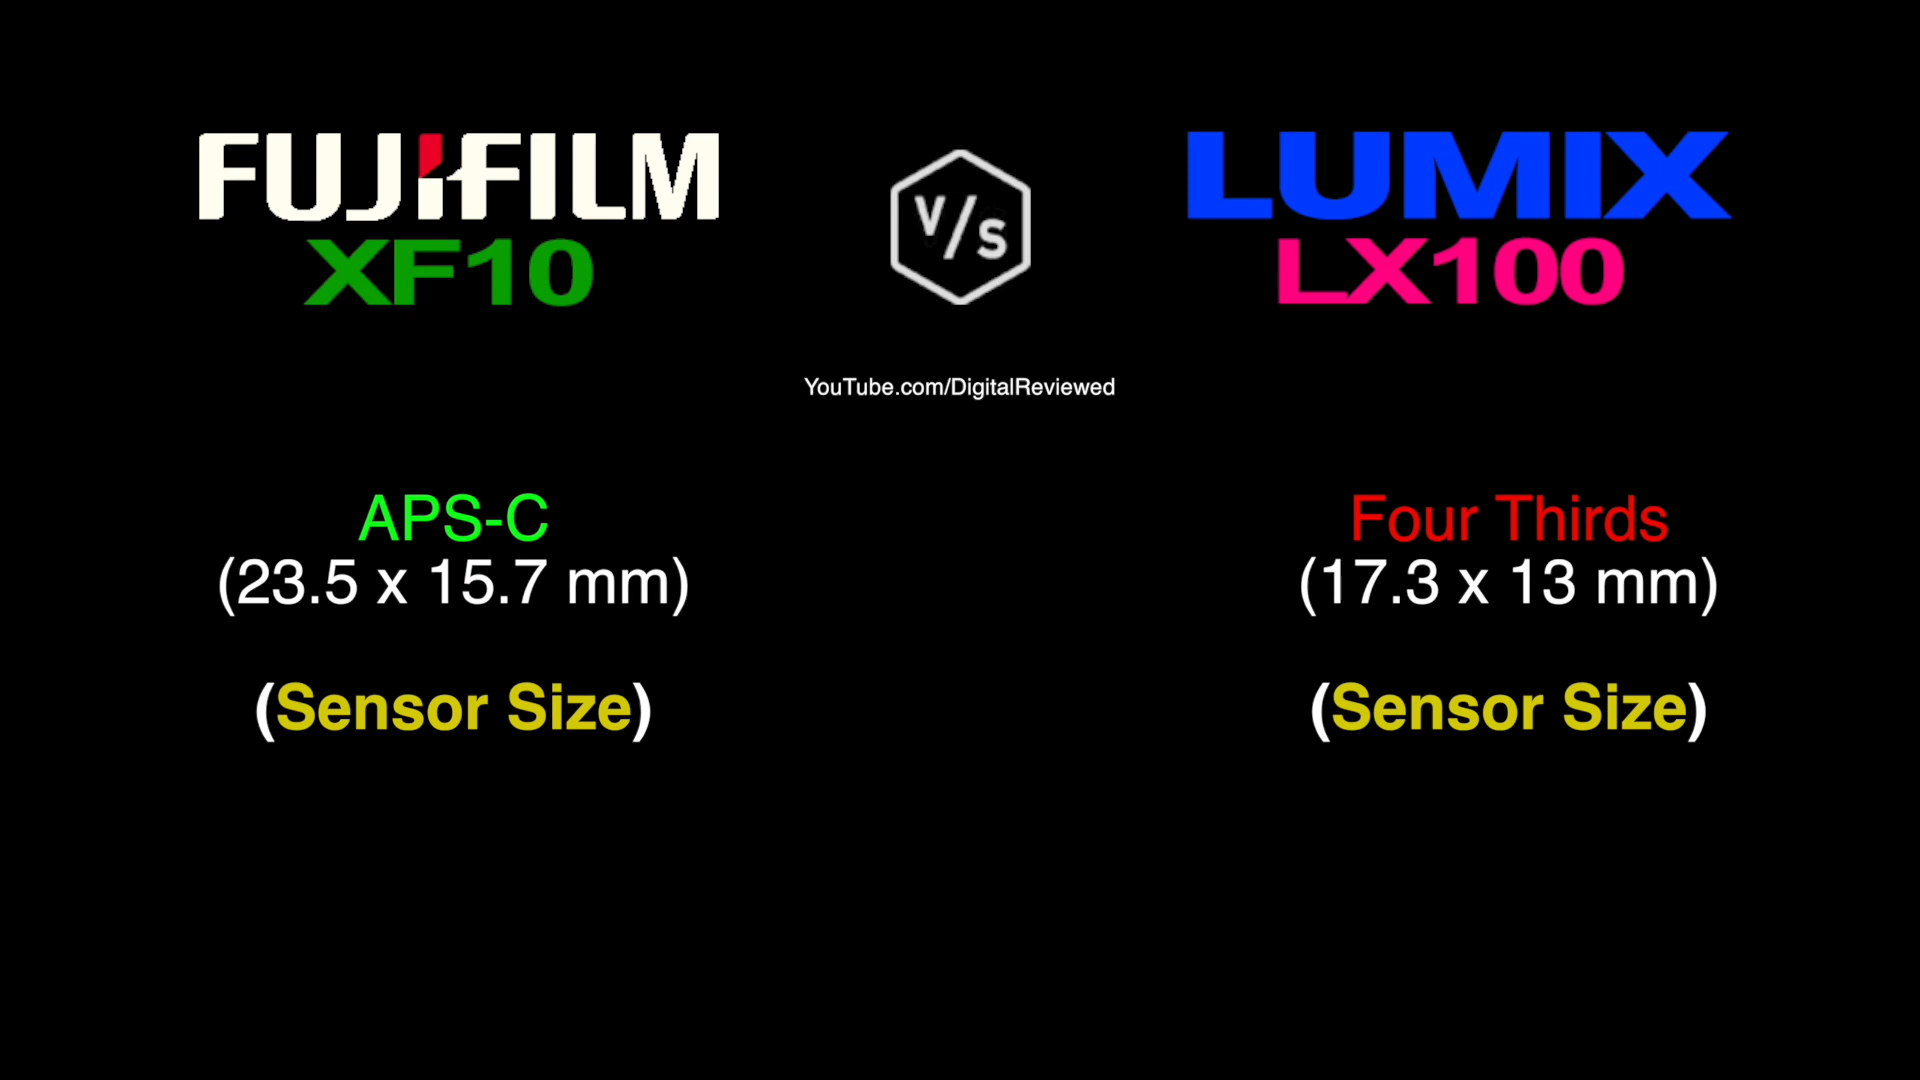 FUJIFILM
XF10
V/S
LUMIX
LX100
YouTube.com/DigitalReviewed
APS-C
(23.5 x 15.7 mm)
(Sensor Size)
Four Thirds
(17.3 x 13 mm)
(Sensor Size)